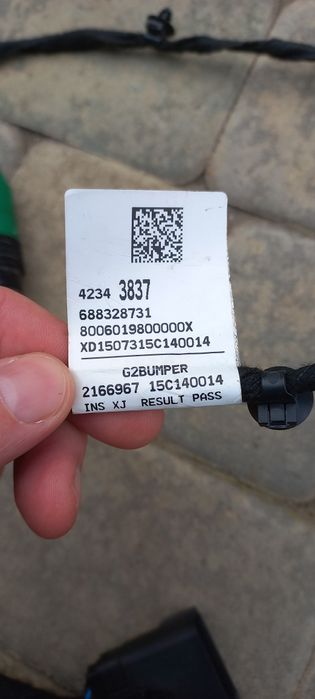 4234 3837
688328731
8006019800000X
XD1507315C140014
G2BUMPER
2166967 15C140014
INS XJ RESULT PASS